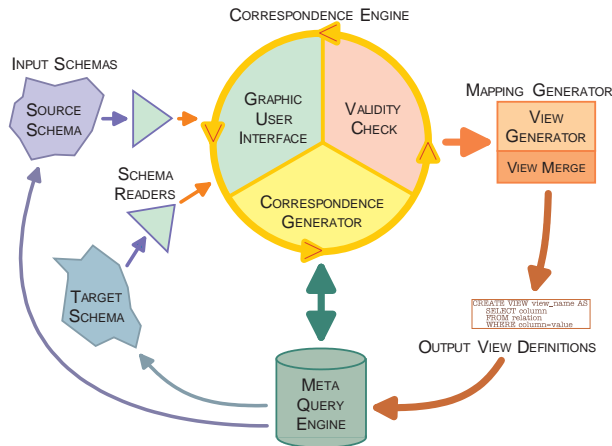 CORRESPONDENCE ENGINE
INPUT SCHEMAS
SOURCE
SCHEMA
GRAPHIC
USER
INTERFACE
VALIDITY
CHECK
MAPPING GENERATOR
VIEW
GENERATOR
VIEW MERGE
SCHEMA
READERS
CORRESPONDENCE
GENERATOR
TARGET
SCHEMA
CREATE VIEW view_name AS
SELECT column
FROM relation
WHERE column=value
OUTPUT VIEW DEFINITIONS
META
QUERY
ENGINE